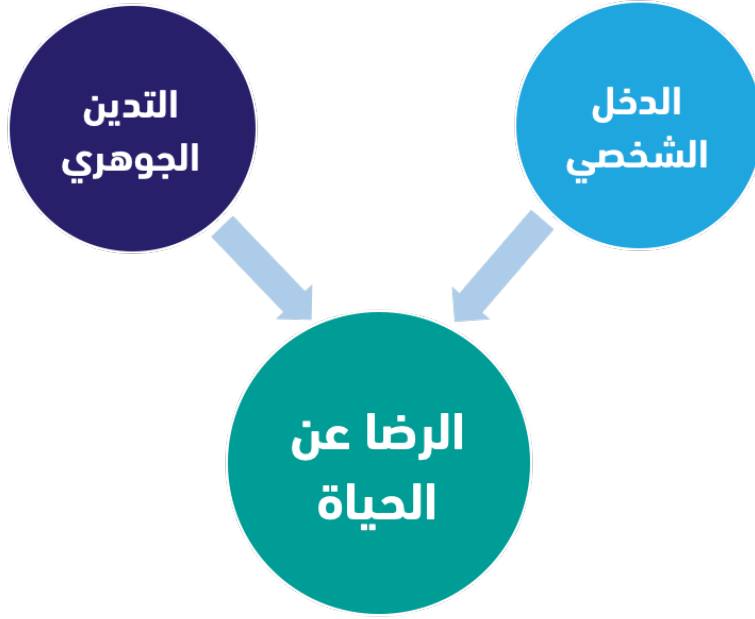 الدخل
الشخصي
التدين
الجوهري
الرضا عن
الحياة